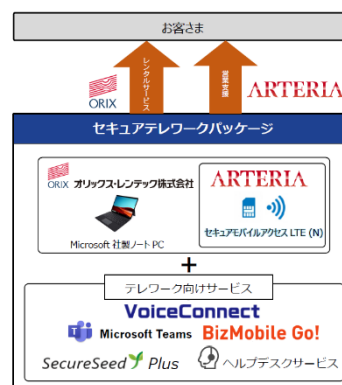 お客さま
レンタルサービス
営業支援
ORIX
ARTERIA
セキュアテレワークパッケージ
ORIX オリックス・レンテック株式会社
Microsoft 社製ノートPC
ARTERIA
セキュアモバイルアクセス LTE (N)
+
テレワーク向けサービス
VoiceConnect
Microsoft Teams BizMobile Go!
SecureSeed Plus ヘルプデスクサービス